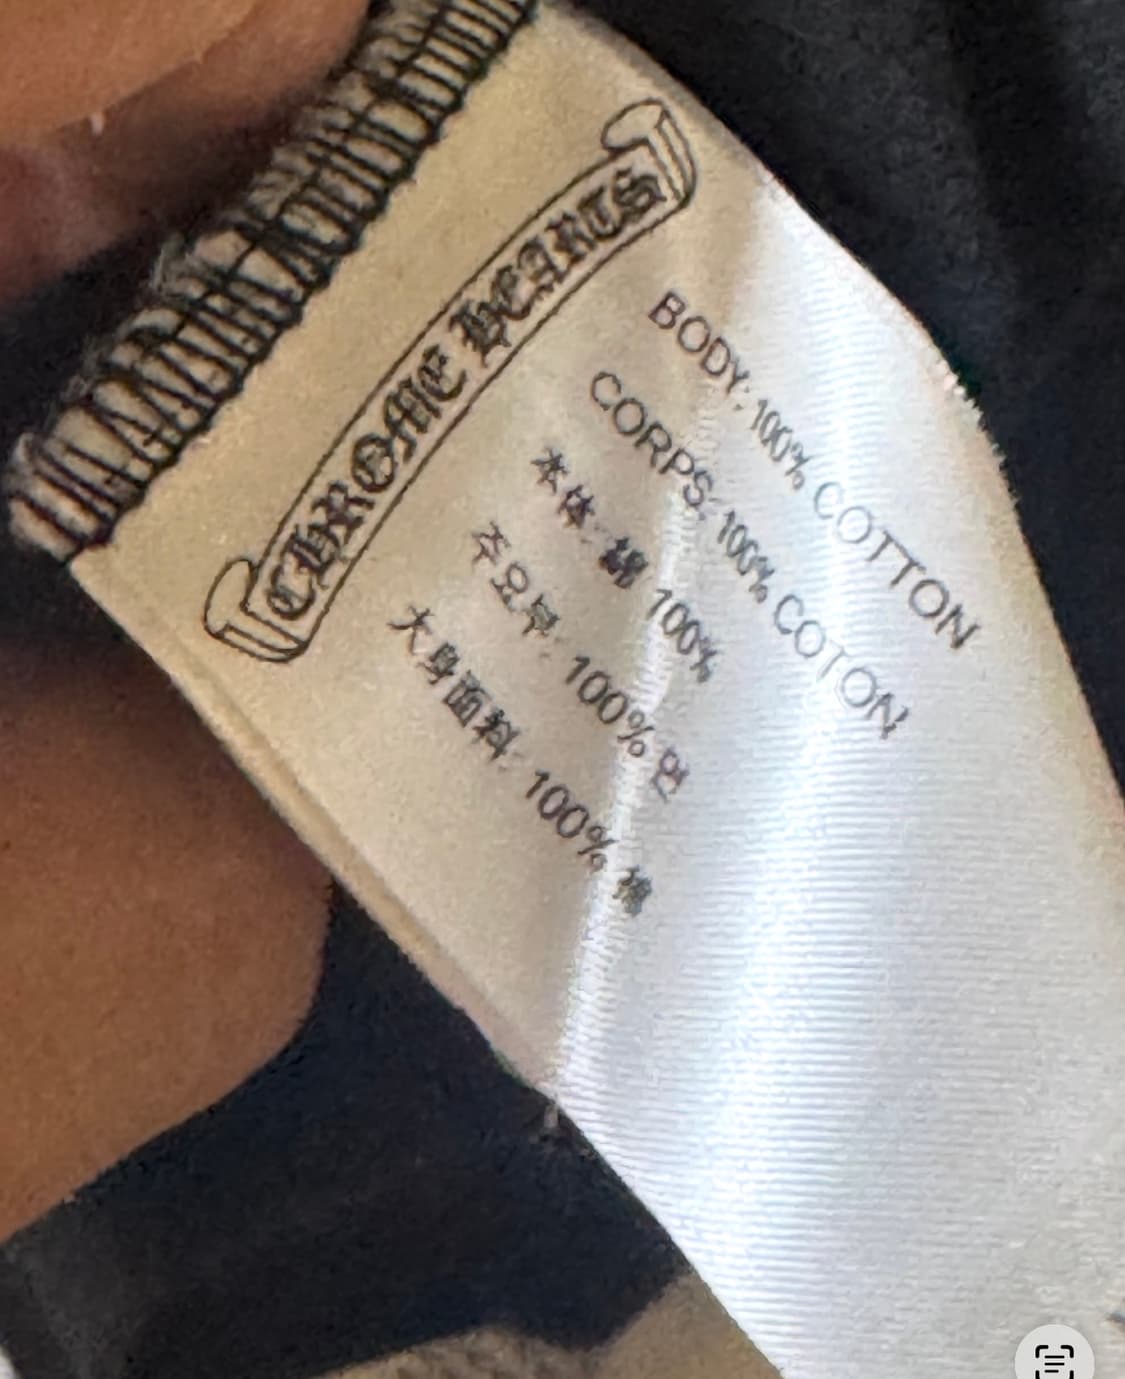 CHROME HEARTS
BODY: 100% COTTON
CORPS: 100% COTON
本体: 綿 100%
주요부: 100% 면
大身面料: 100% 棉